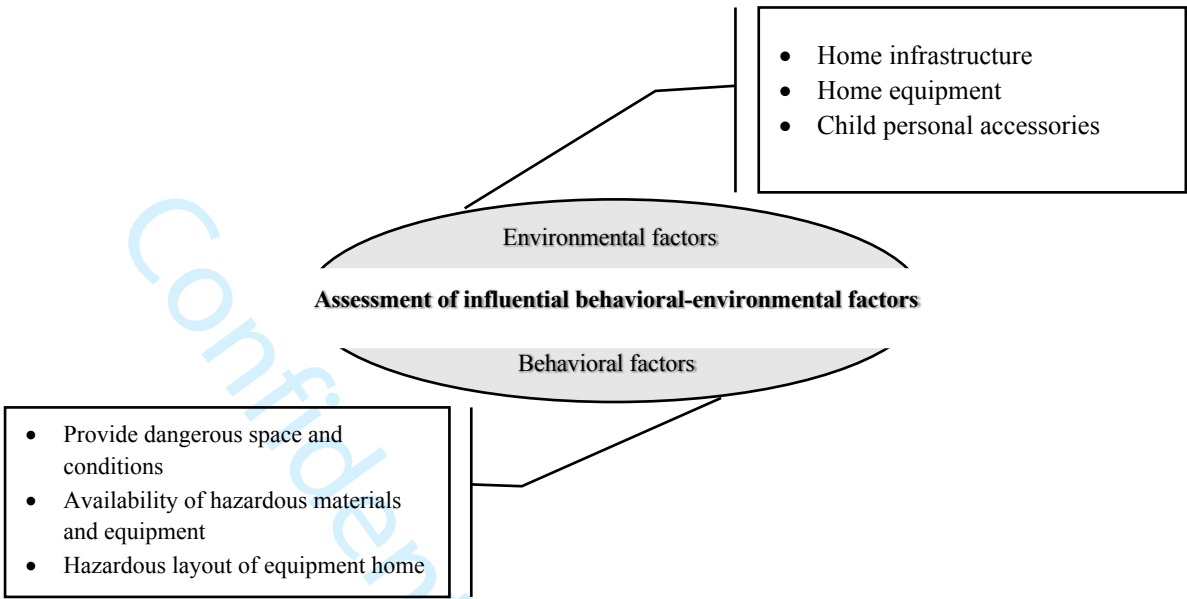 • Home infrastructure
• Home equipment
• Child personal accessories
Environmental factors
Assessment of influential behavioral-environmental factors
Behavioral factors
• Provide dangerous space and
conditions
• Availability of hazardous materials
and equipment
• Hazardous layout of equipment home
Confiden